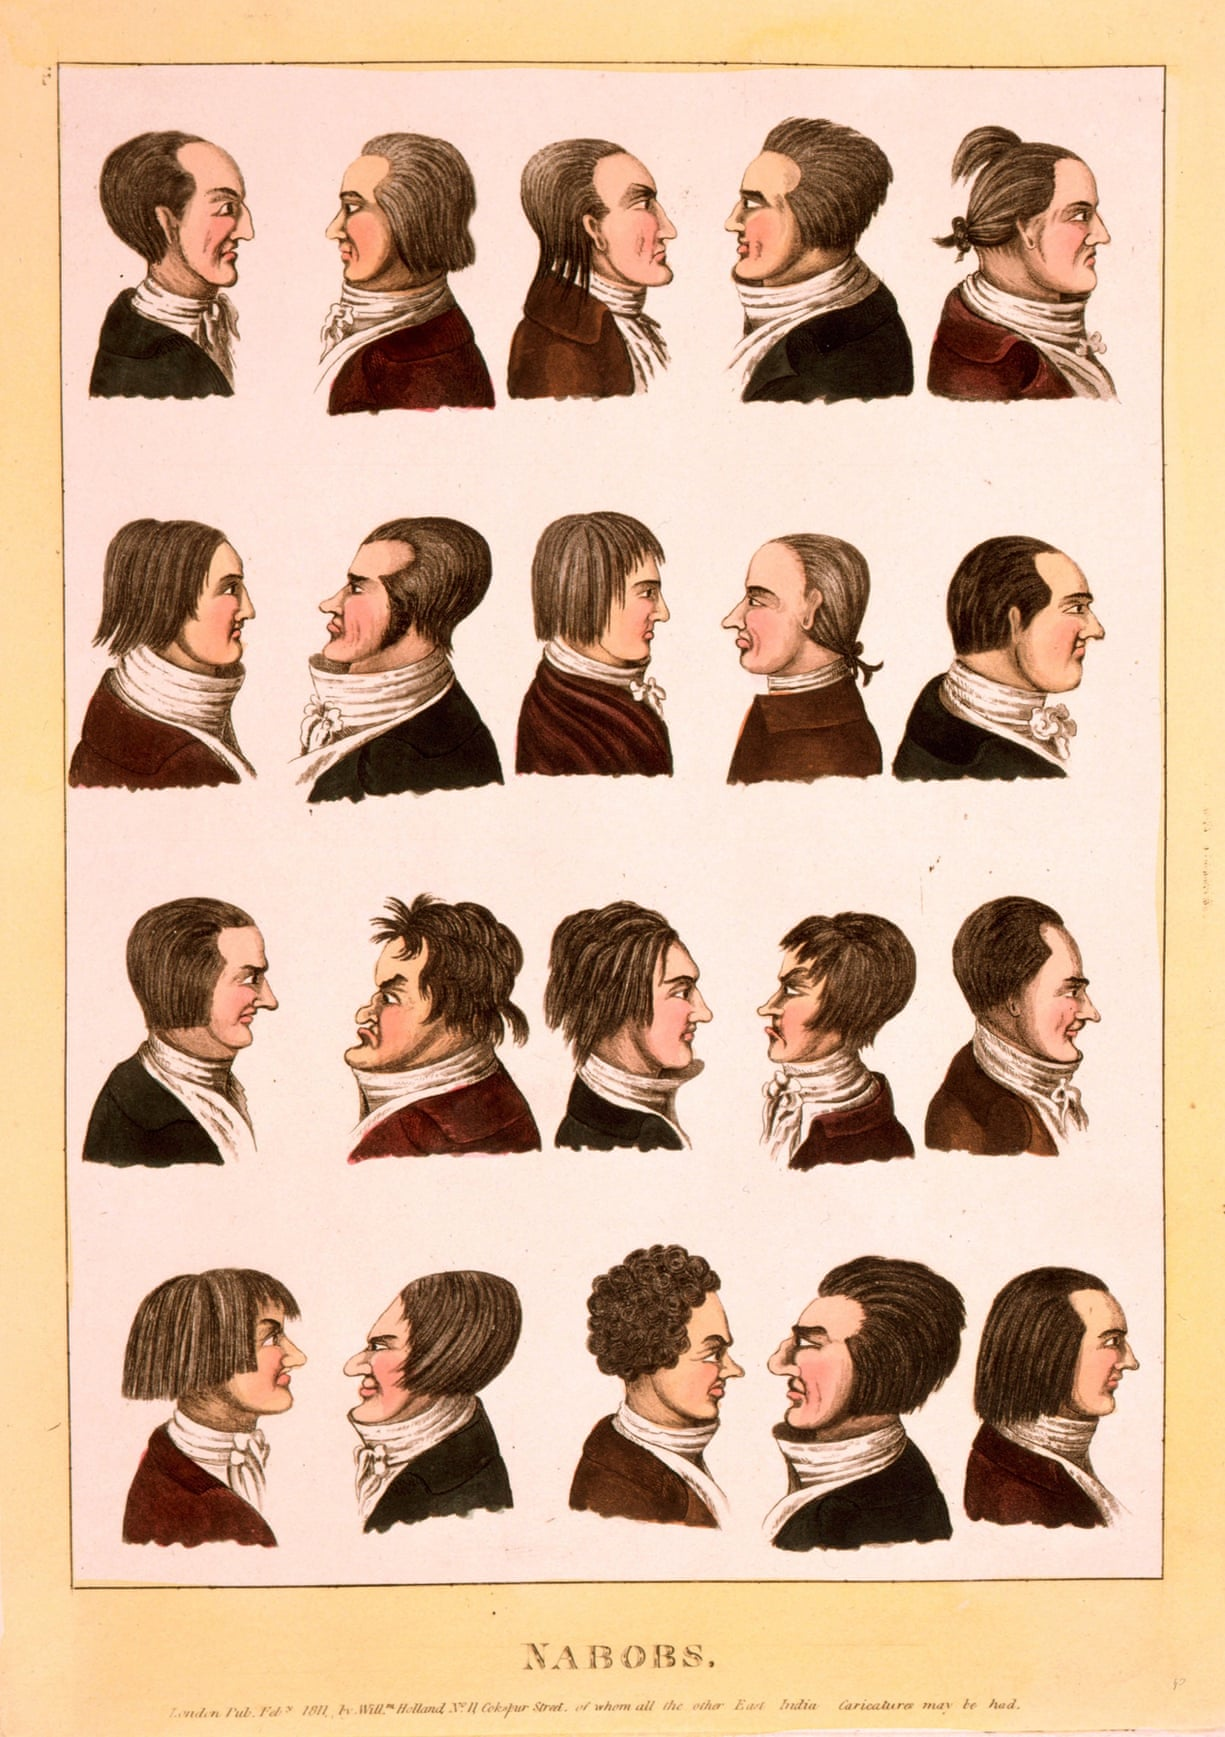 NABOBS.
London Pub. Feby 1811, by Willm Holland, No 11, Cokspur Street. of whom all the other East India Caricatures may be had.